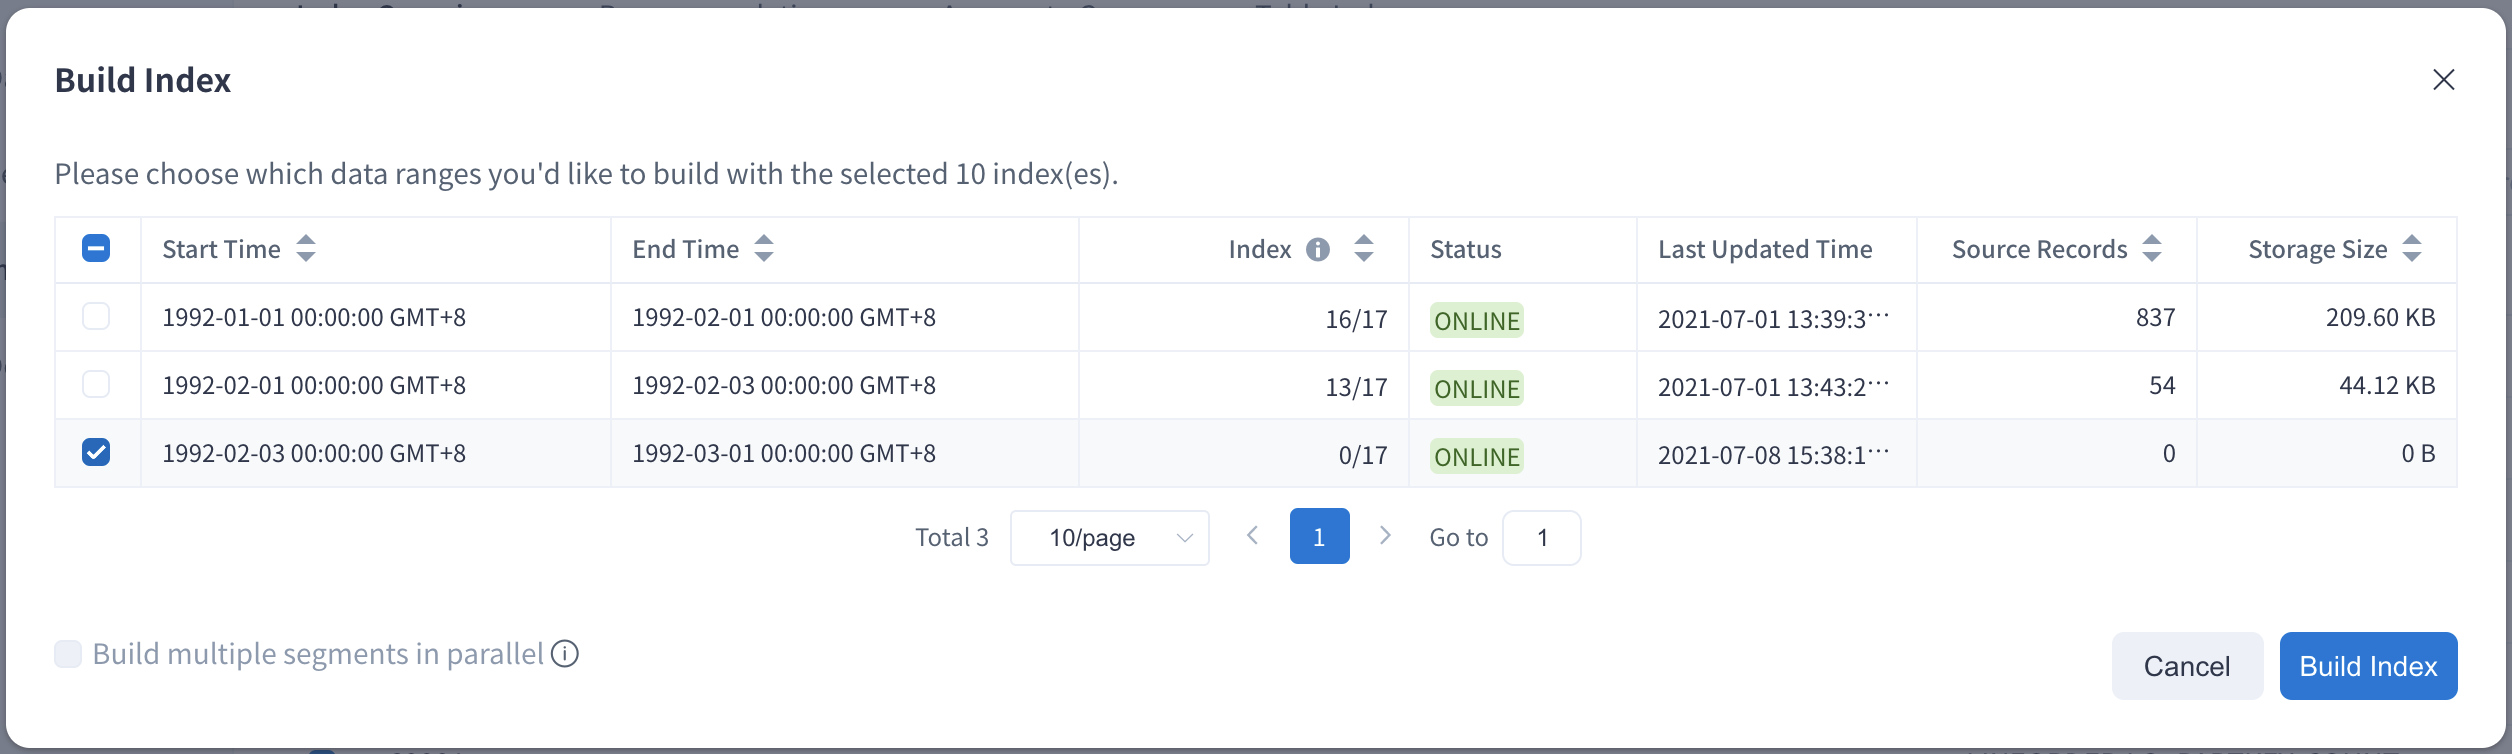 Build Index
Please choose which data ranges you'd like to build with the selected 10 index(es).
Start Time End Time Index Status Last Updated Time Source Records Storage Size
1992-01-01 00:00:00 GMT+8 1992-02-01 00:00:00 GMT+8 16/17 ONLINE 2021-07-01 13:39:3… 837 209.60 KB
1992-02-01 00:00:00 GMT+8 1992-02-03 00:00:00 GMT+8 13/17 ONLINE 2021-07-01 13:43:2… 54 44.12 KB
1992-02-03 00:00:00 GMT+8 1992-03-01 00:00:00 GMT+8 0/17 ONLINE 2021-07-08 15:38:1… 0 0 B
Total 3 10/page 1 Go to 1
Build multiple segments in parallel
Cancel Build Index